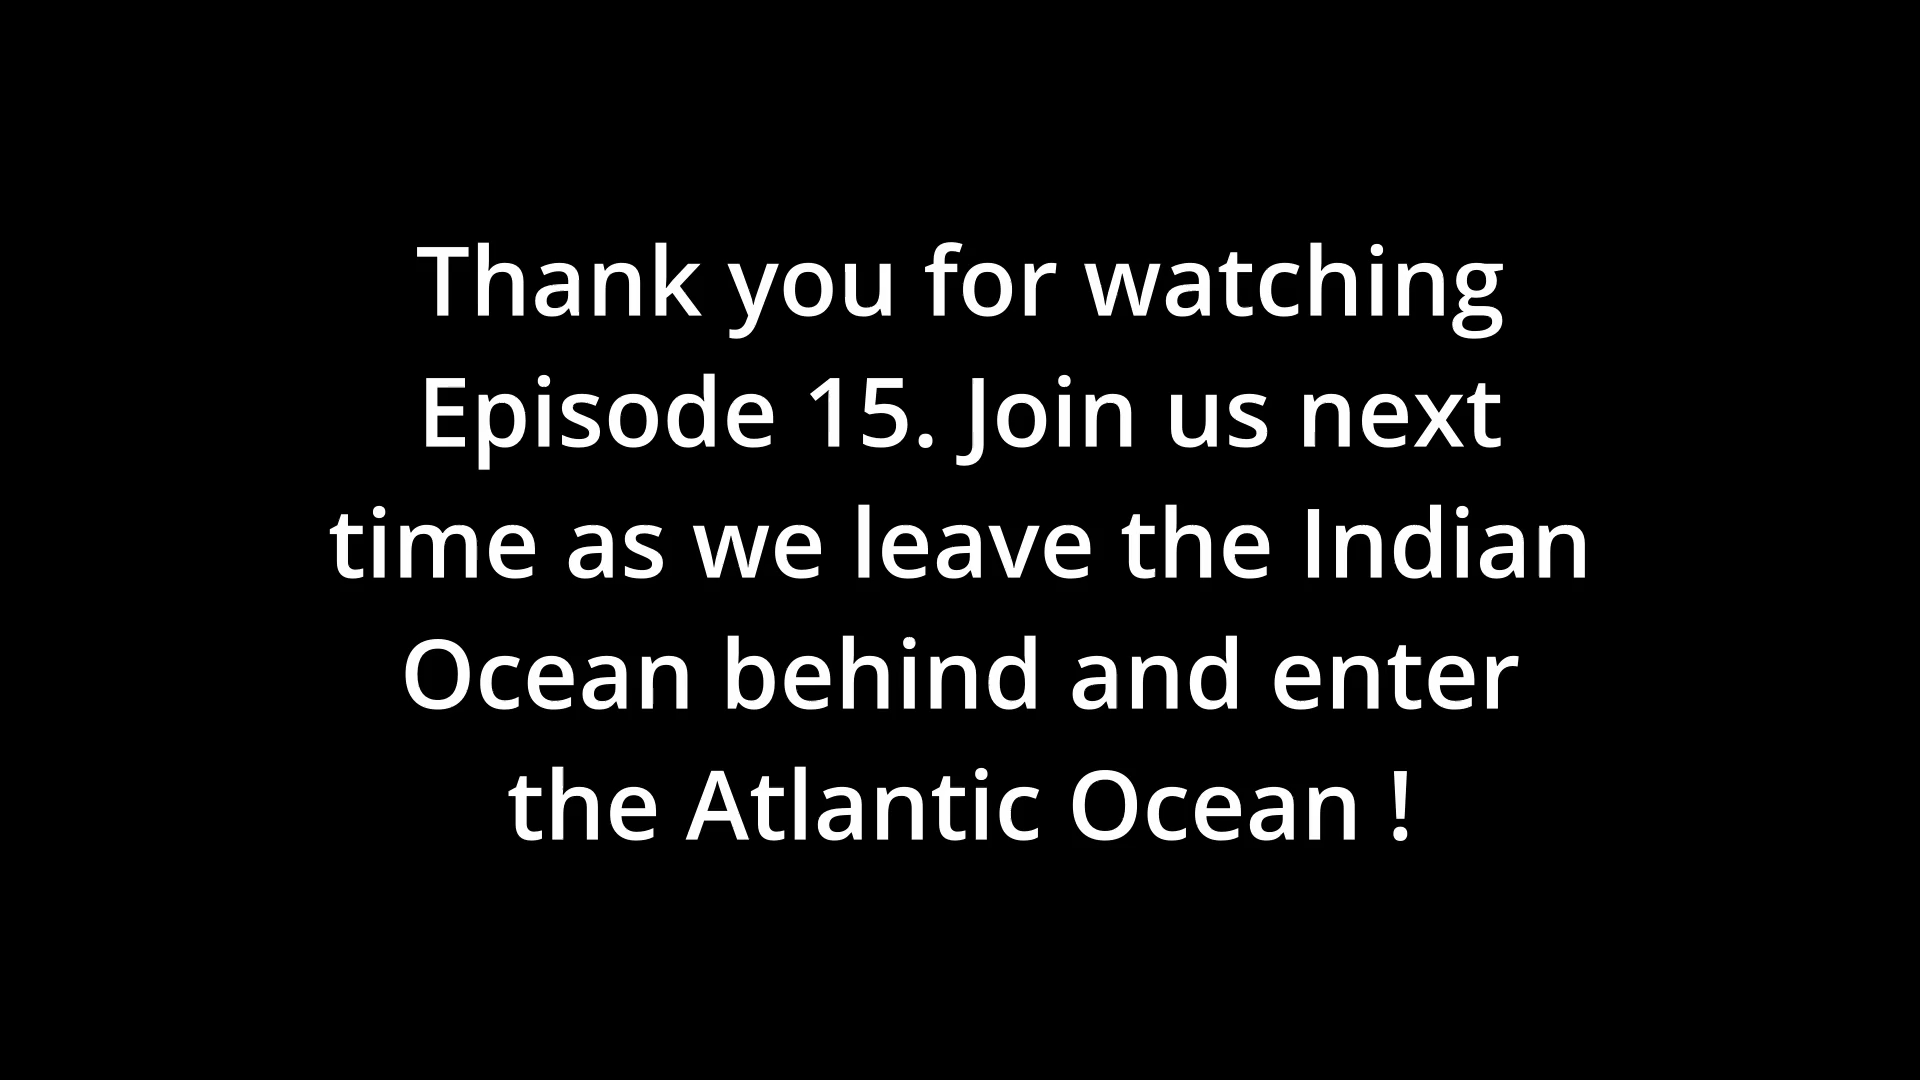 Thank you for watching
Episode 15. Join us next
time as we leave the Indian
Ocean behind and enter
the Atlantic Ocean !